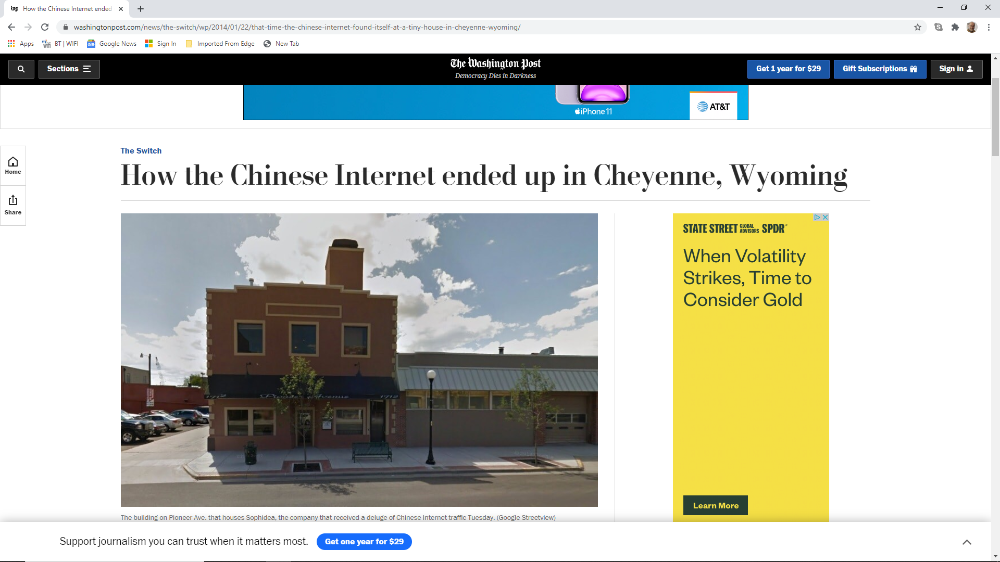 How the Chinese Internet ended
washingtonpost.com/news/the-switch/wp/2014/01/22/that-time-the-chinese-internet-found-itself-at-a-tiny-house-in-cheyenne-wyoming/
Apps BT | WIFI Google News Sign In Imported From Edge New Tab
Sections
The Washington Post
Democracy Dies in Darkness
Get 1 year for $29
Gift Subscriptions
Sign in
iPhone 11
AT&T
Home
Share
The Switch
How the Chinese Internet ended up in Cheyenne, Wyoming
1712 Pioneer Avenue 1712
STATE STREET GLOBAL ADVISORS SPDR®
When Volatility
Strikes, Time to
Consider Gold
Learn More
The building on Pioneer Ave. that houses Sophidea, the company that received a deluge of Chinese Internet traffic Tuesday. (Google Streetview)
Support journalism you can trust when it matters most.
Get one year for $29